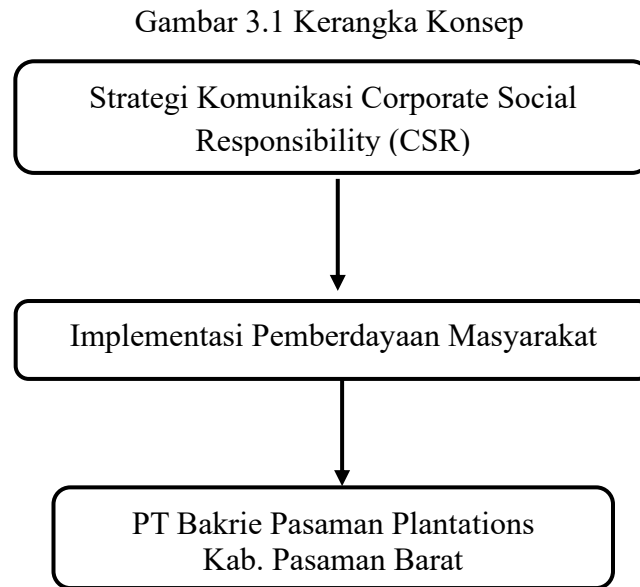 Gambar 3.1 Kerangka Konsep
Strategi Komunikasi Corporate Social
Responsibility (CSR)
Implementasi Pemberdayaan Masyarakat
PT Bakrie Pasaman Plantations
Kab. Pasaman Barat